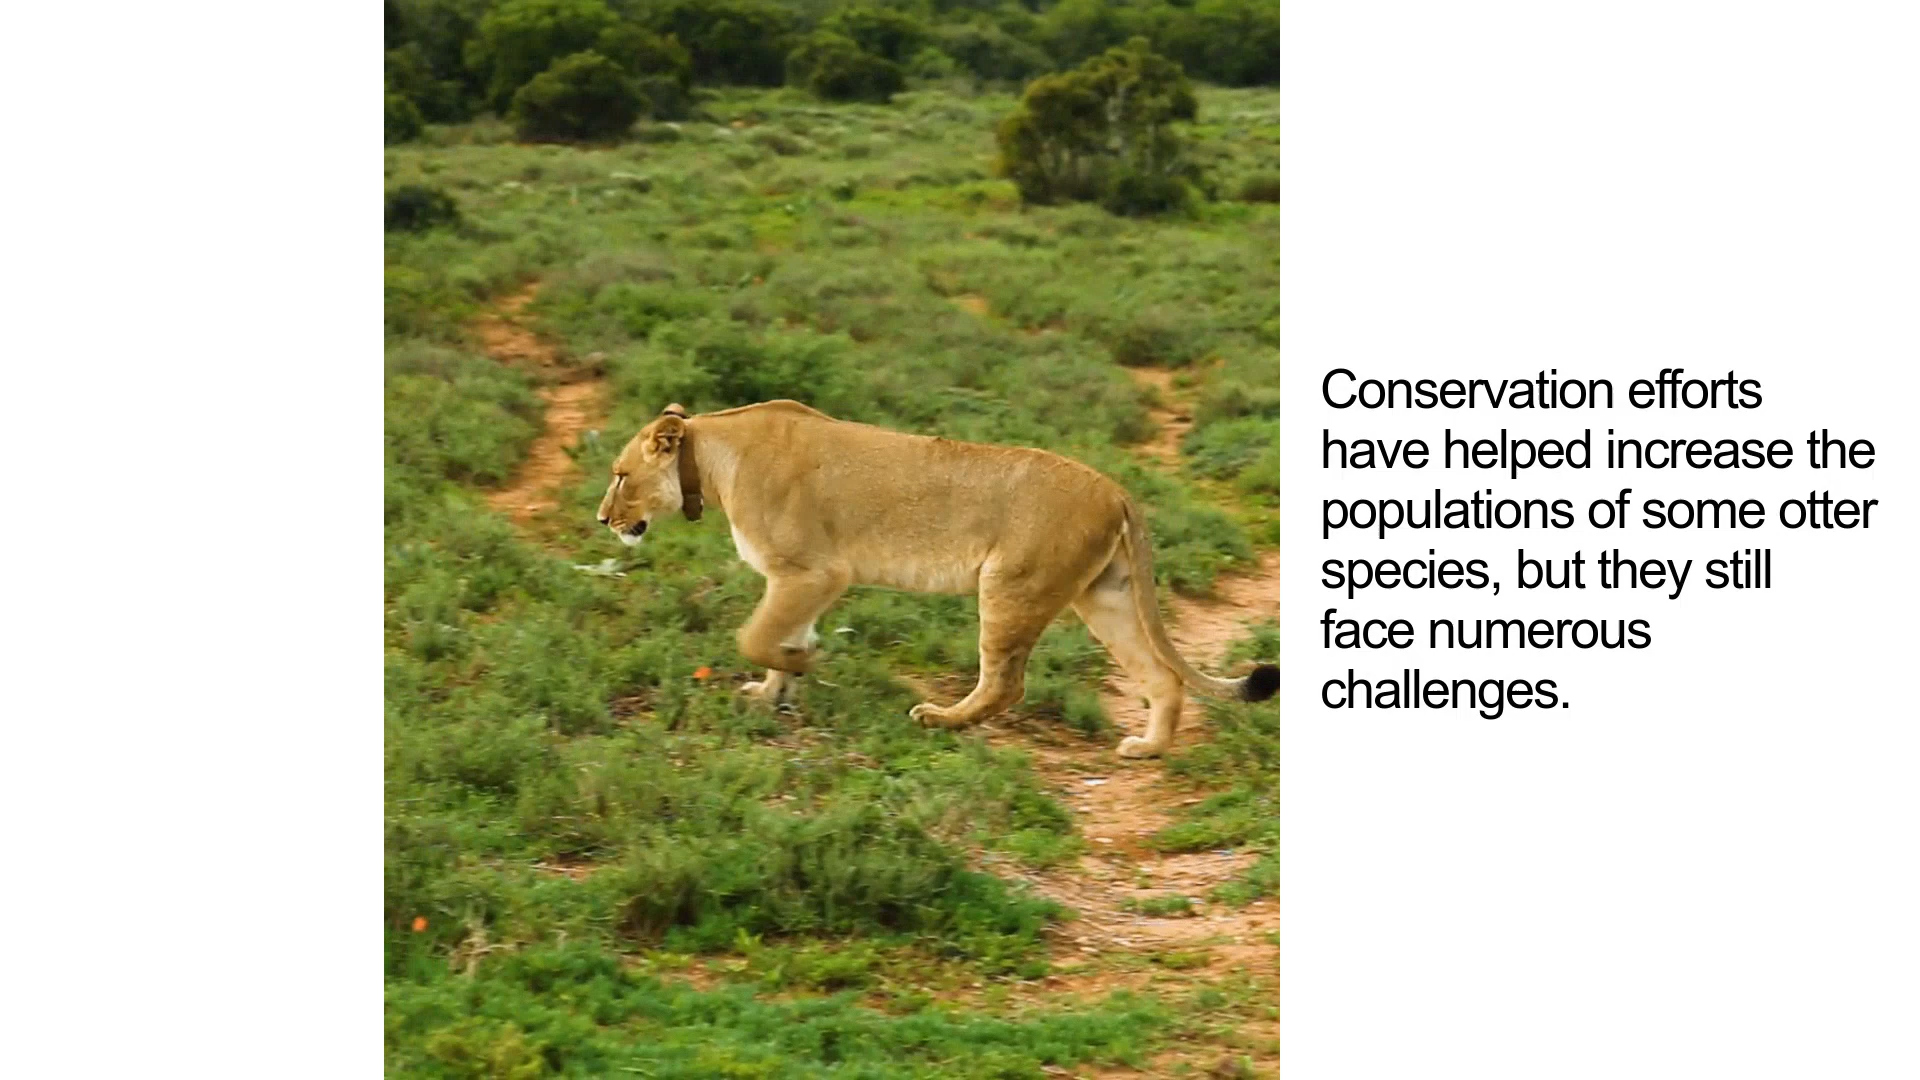 Conservation efforts
have helped increase the
populations of some otter
species, but they still
face numerous
challenges.